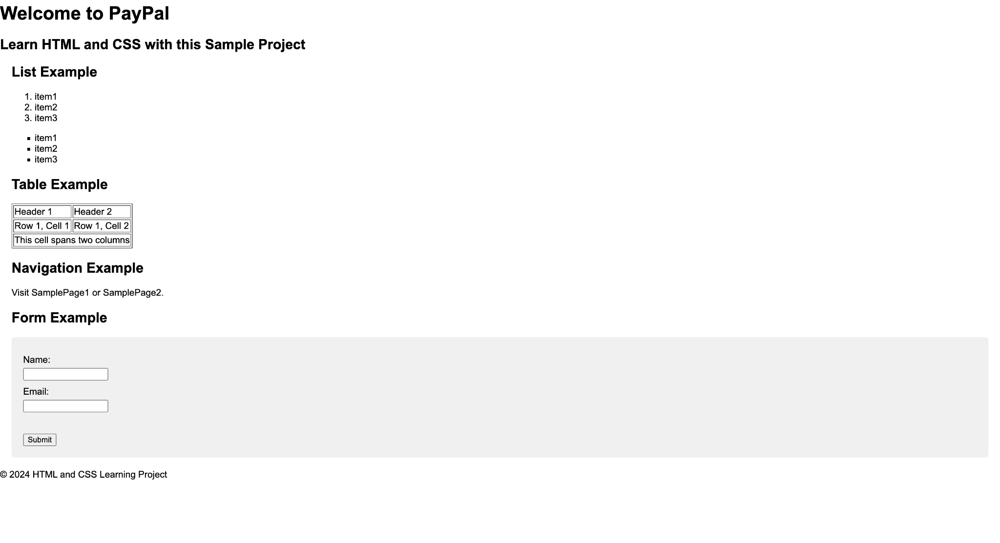 Welcome to PayPal
Learn HTML and CSS with this Sample Project
List Example
1. item1
2. item2
3. item3
▪ item1
▪ item2
▪ item3
Table Example
Header 1 Header 2
Row 1, Cell 1 Row 1, Cell 2
This cell spans two columns
Navigation Example
Visit SamplePage1 or SamplePage2.
Form Example
Name:
Email:
Submit
© 2024 HTML and CSS Learning Project